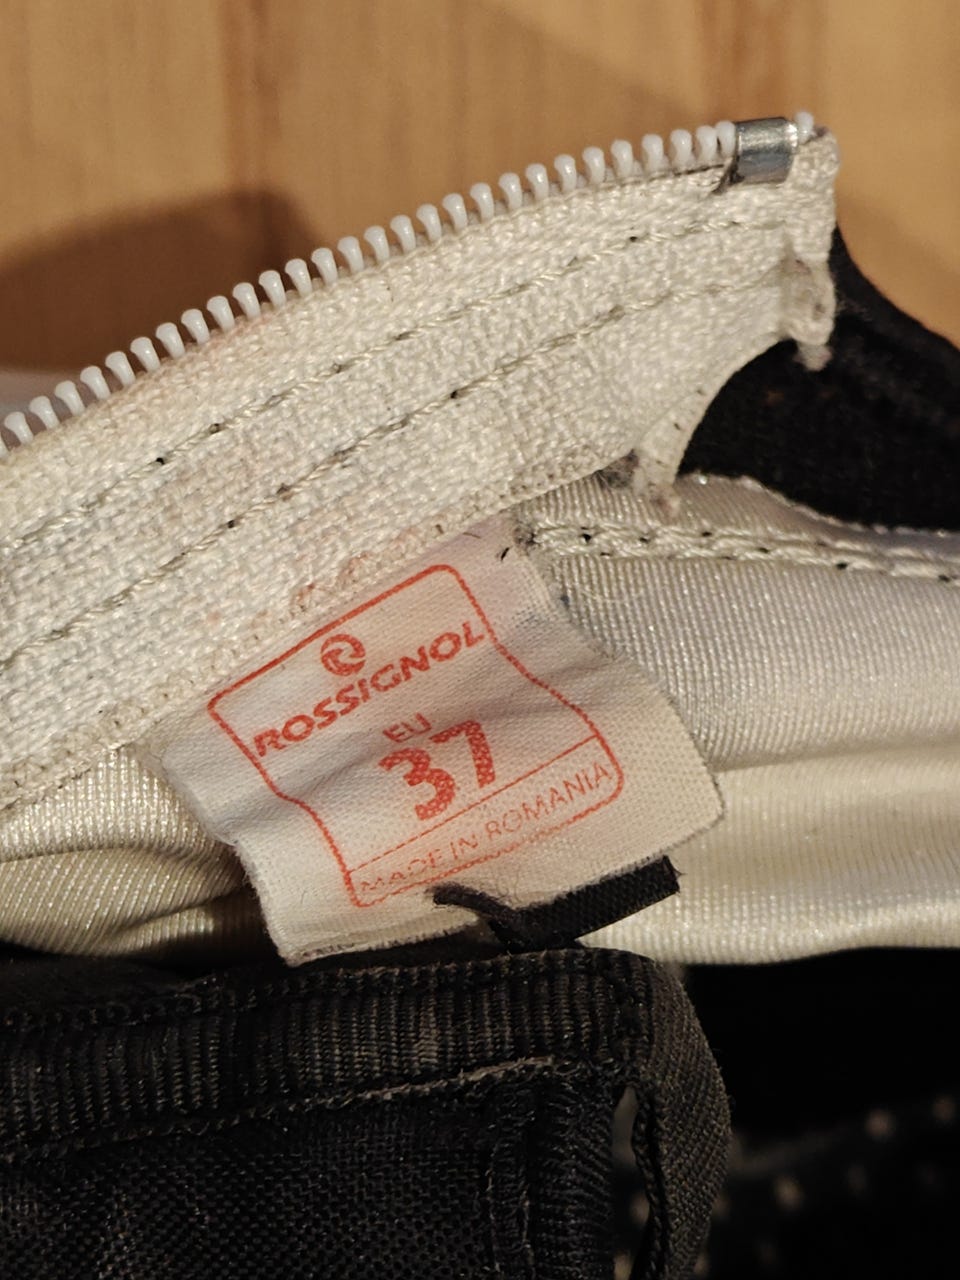 ROSSIGNOL
EU
37
MADE IN ROMANIA